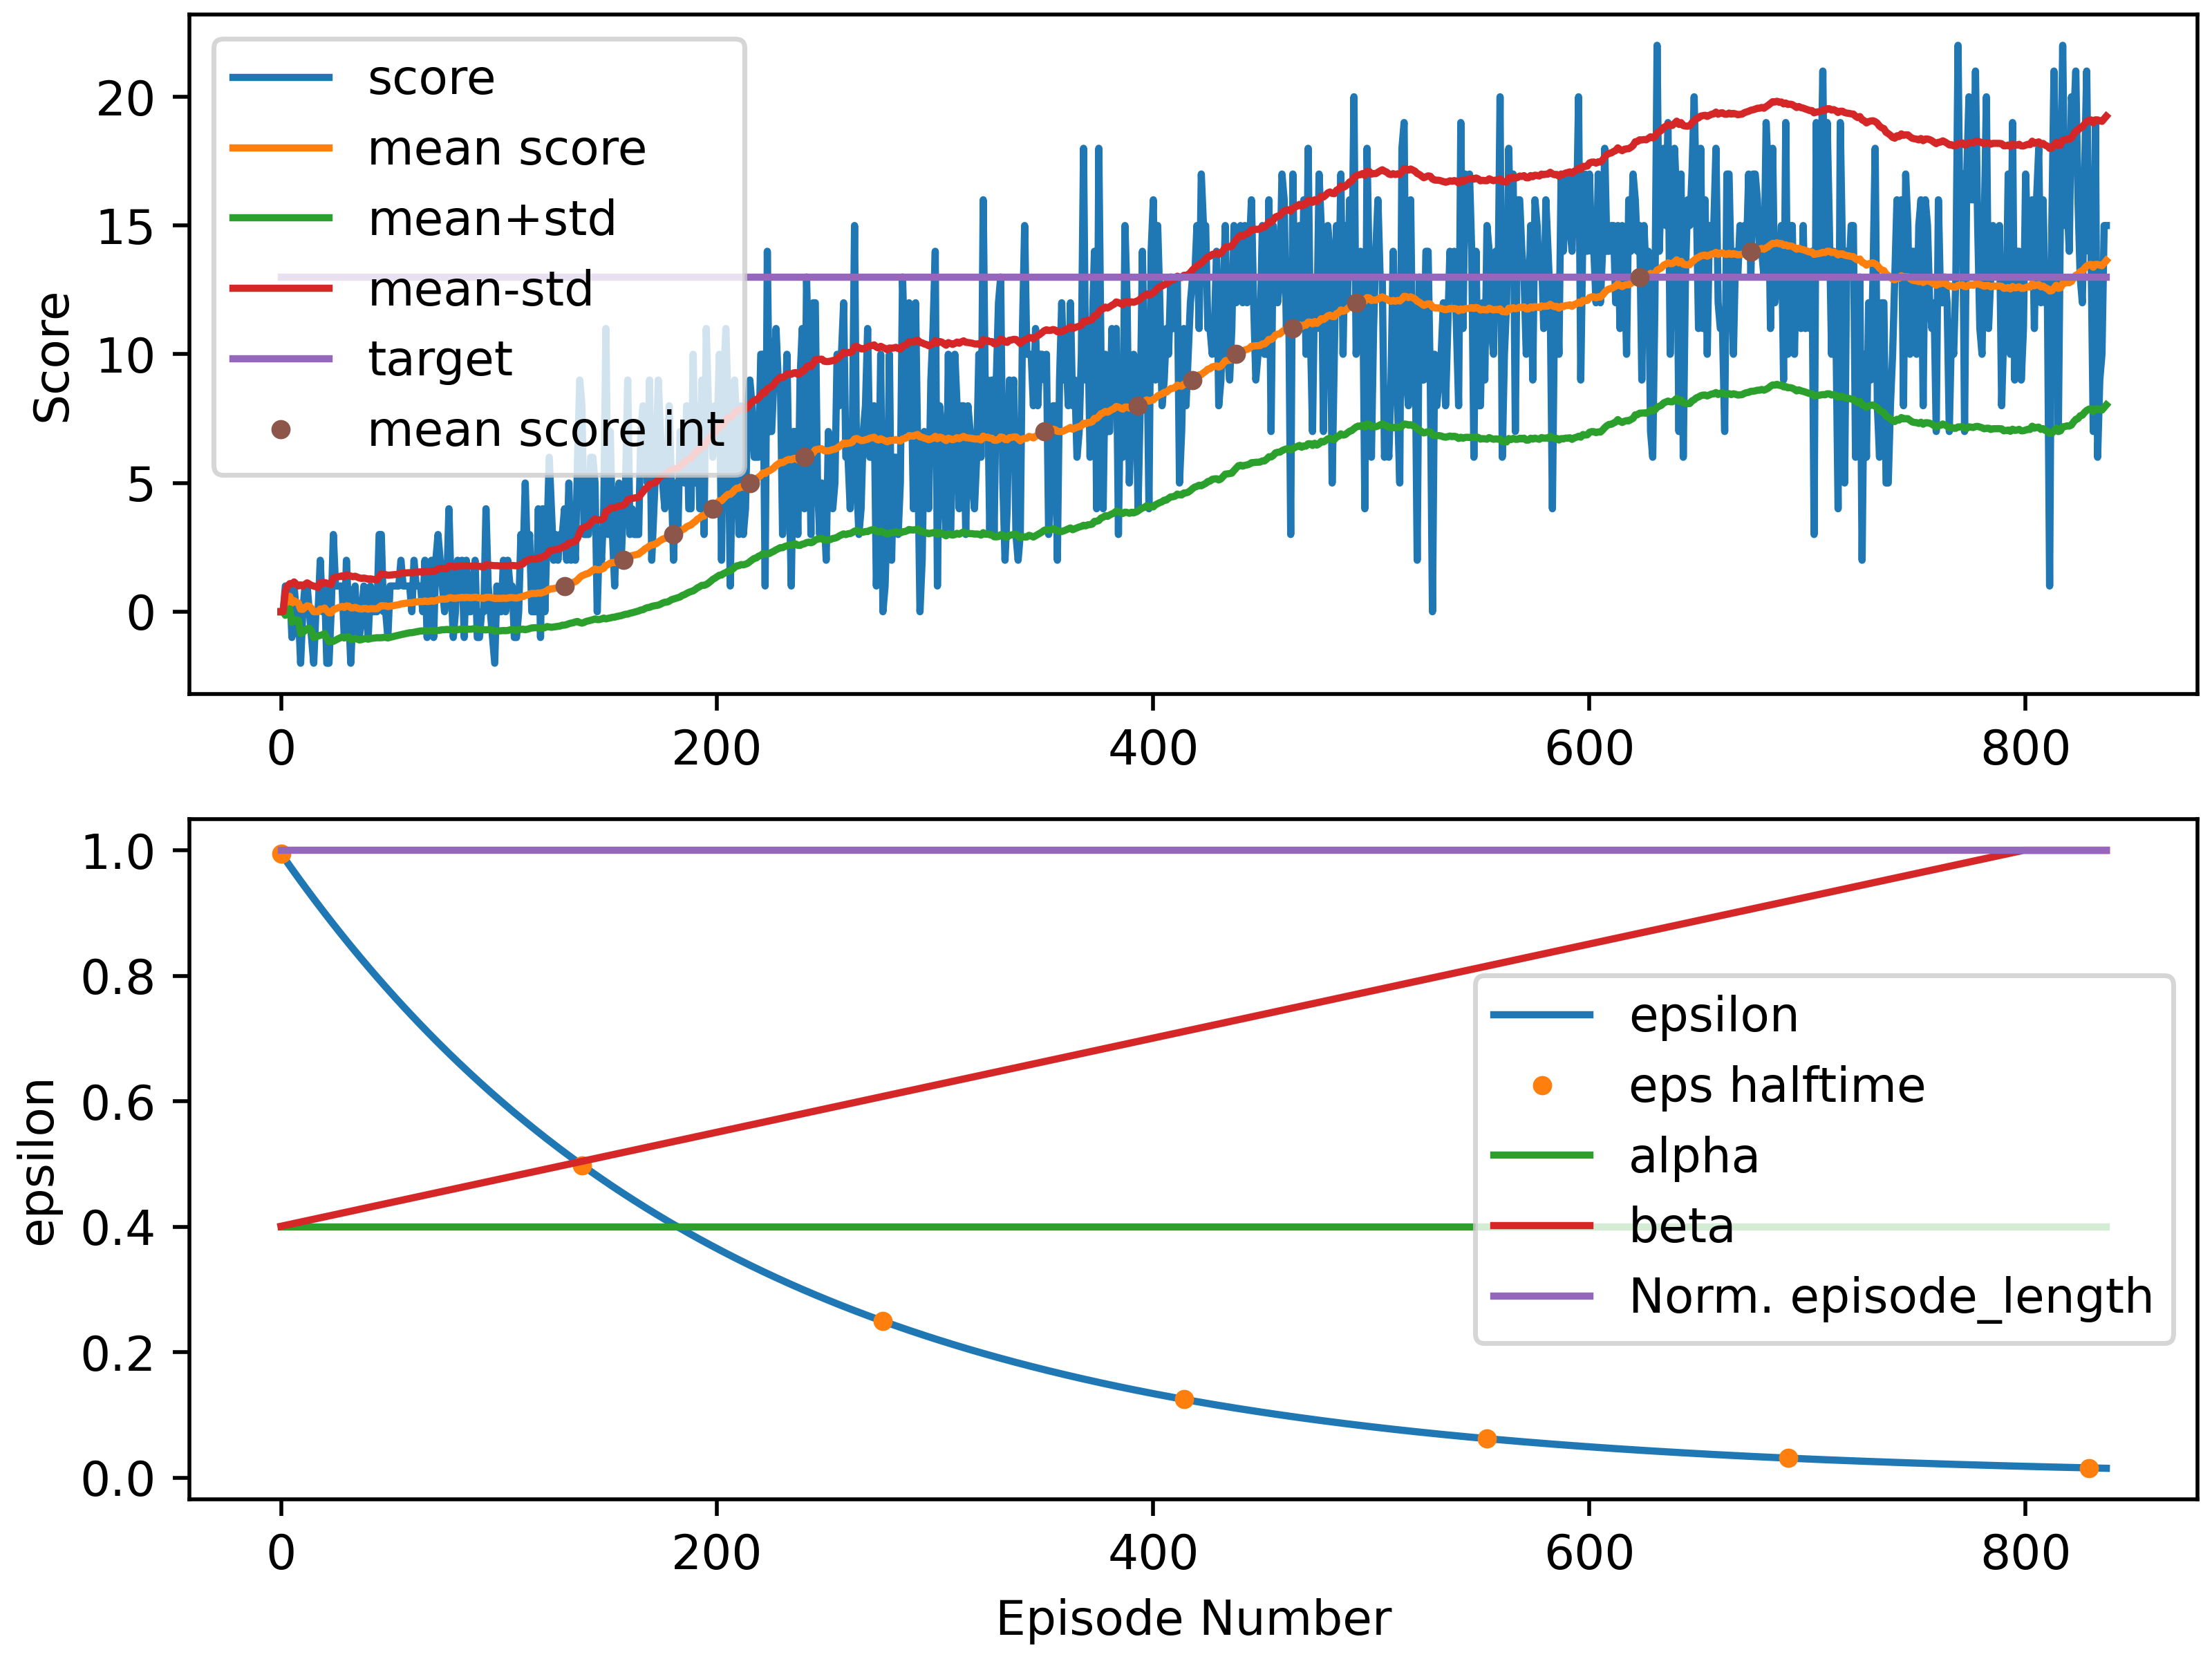 Score
20
15
10
5
0
score
mean score
mean+std
mean-std
target
mean score int
0 200 400 600 800
epsilon
1.0
0.8
0.6
0.4
0.2
0.0
epsilon
eps halftime
alpha
beta
Norm. episode_length
0 200 400 600 800
Episode Number